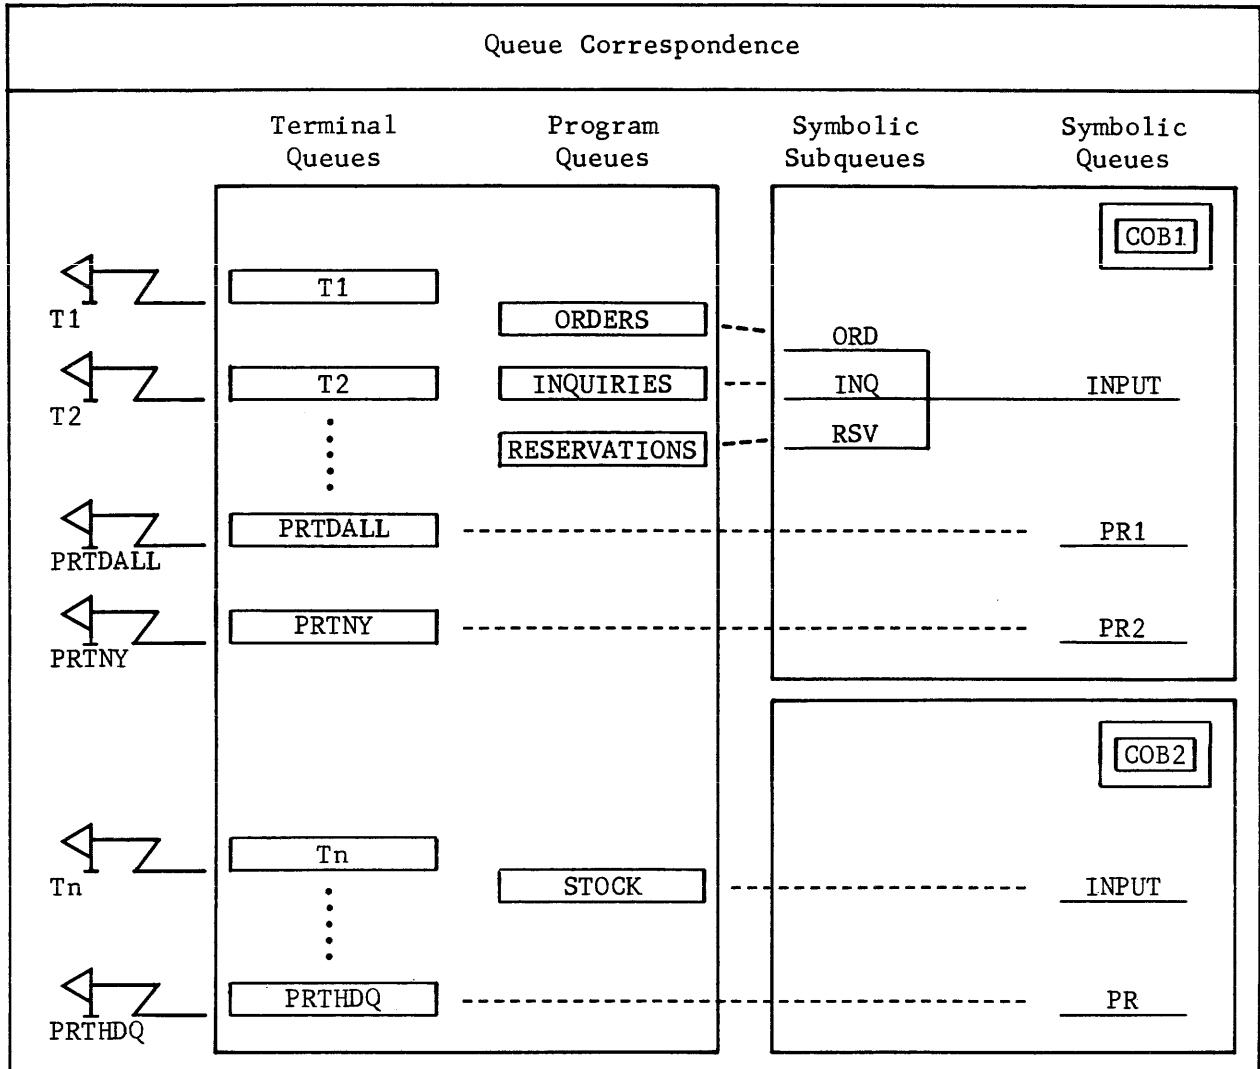 Queue Correspondence
Terminal Queues
Program Queues
Symbolic Subqueues
Symbolic Queues
COB1
T1
T1
ORDERS
ORD
T2
T2
INQUIRIES
INQ
INPUT
RESERVATIONS
RSV
PRTDALL
PRTDALL
PR1
PRTNY
PRTNY
PR2
COB2
Tn
Tn
STOCK
INPUT
PRTHDQ
PRTHDQ
PR